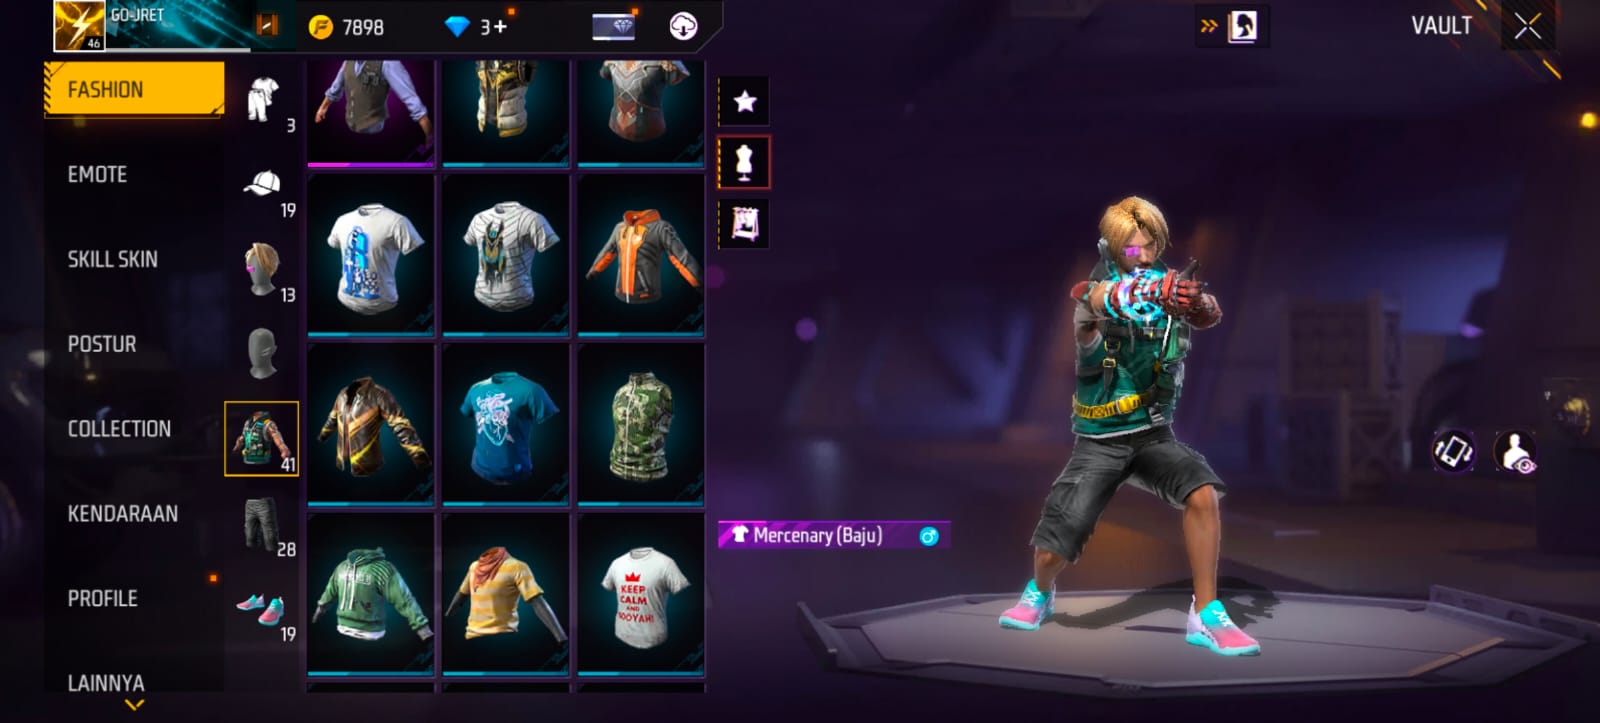 GO-JRET
46
7898
3+
VAULT
FASHION
EMOTE
SKILL SKIN
POSTUR
COLLECTION
KENDARAAN
PROFILE
LAINNYA
3
19
13
41
28
19
KEEP
CALM
AND
BOOYAH!
Mercenary (Baju)